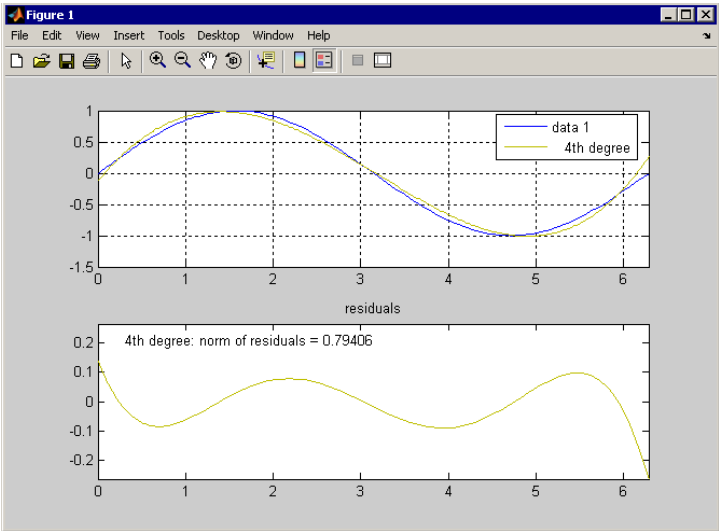 Figure 1
File Edit View Insert Tools Desktop Window Help
1
0.5
0
-0.5
-1
-1.5
data 1
4th degree
0 1 2 3 4 5 6
residuals
4th degree: norm of residuals = 0.79406
0.2
0.1
0
-0.1
-0.2
0 1 2 3 4 5 6